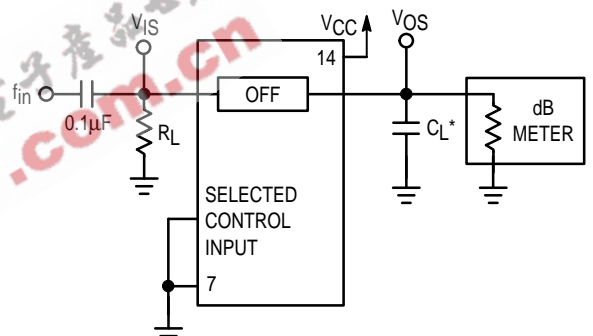 VIS
VCC
VOS
14
fin
OFF
0.1µF
RL
CL*
dB
METER
SELECTED
CONTROL
INPUT
7
.com.cn